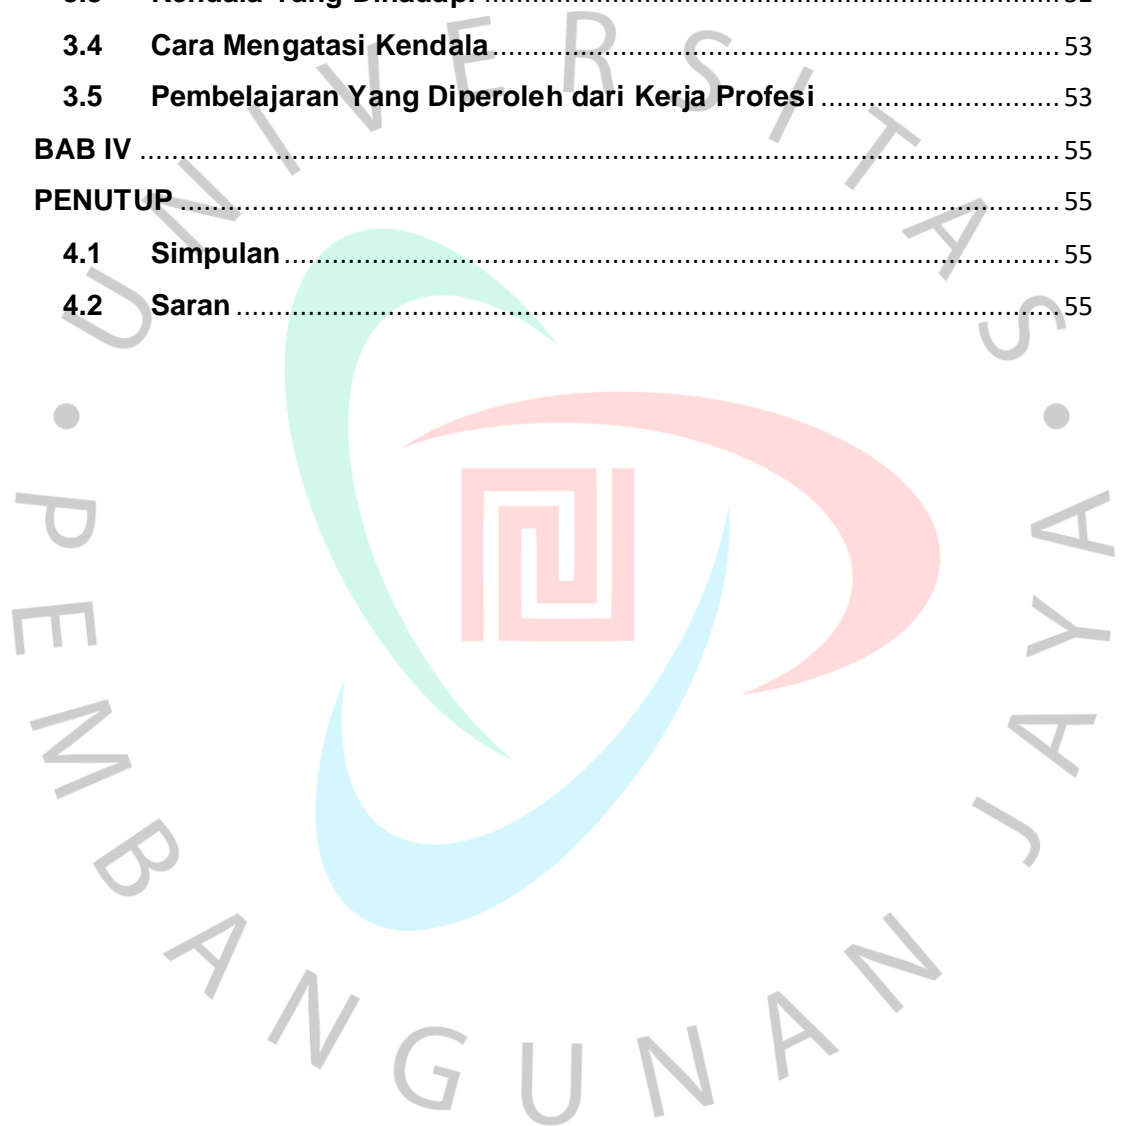 3.4 Cara Mengatasi Kendala 53
3.5 Pembelajaran Yang Diperoleh dari Kerja Profesi 53
BAB IV 55
PENUTUP 55
4.1 Simpulan 55
4.2 Saran 55
UNIVERSITAS
PEMBANGUNAN JAYA